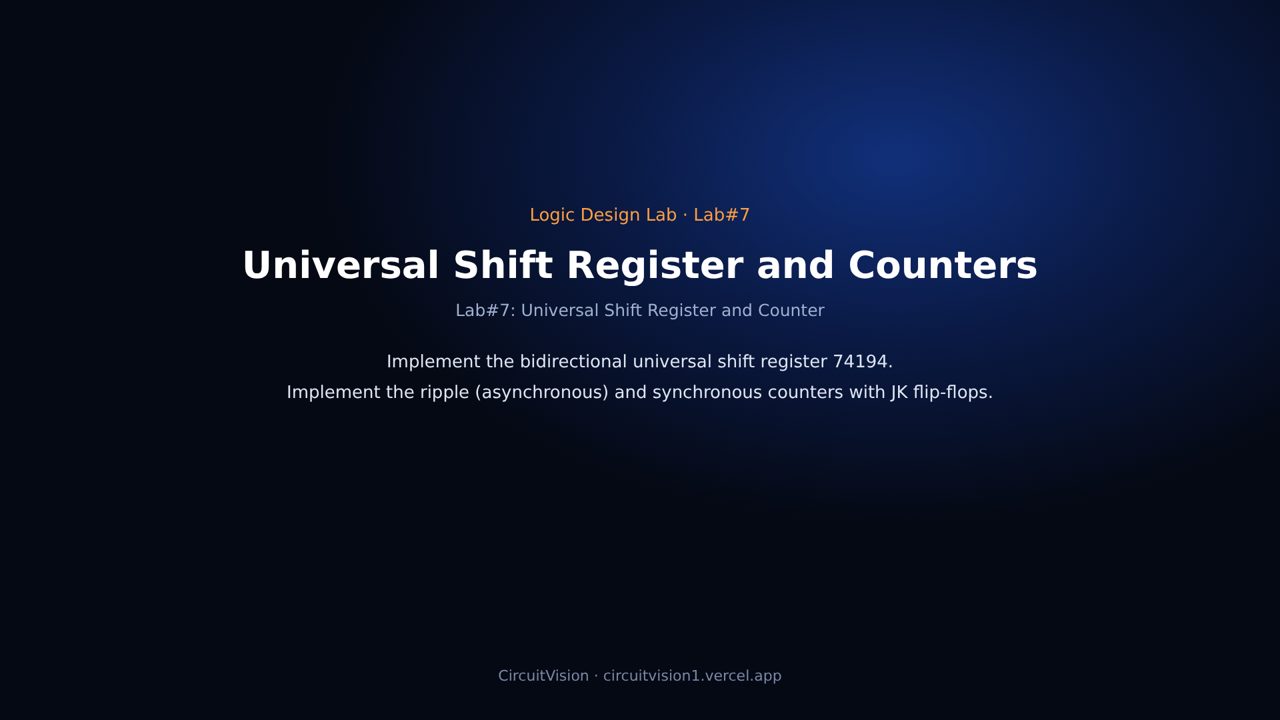 Logic Design Lab · Lab#7
Universal Shift Register and Counters
Lab#7: Universal Shift Register and Counter
Implement the bidirectional universal shift register 74194.
Implement the ripple (asynchronous) and synchronous counters with JK flip-flops.
CircuitVision · circuitvision1.vercel.app